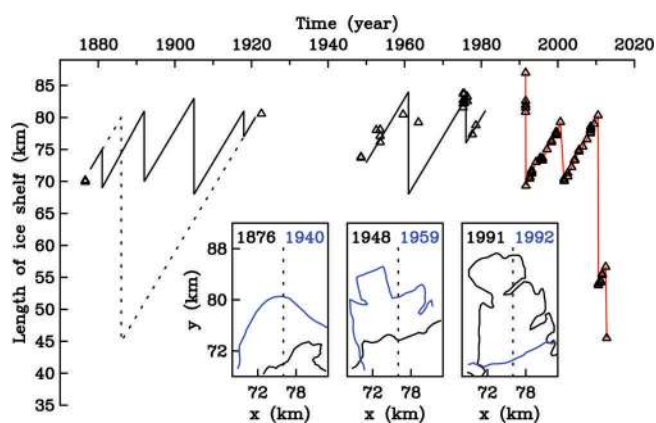 Time (year)
1880 1900 1920 1940 1960 1980 2000 2020
Length of ice shelf (km)
85
80
75
70
65
60
55
50
45
40
35
y (km)
88
80
72
1876 1940
1948 1959
1991 1992
72 78
72 78
72 78
x (km)
x (km)
x (km)